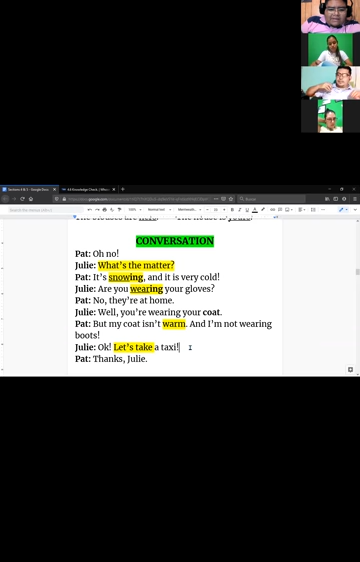 CONVERSATION
Pat: Oh no!
Julie: What's the matter?
Pat: It's snowing, and it is very cold!
Julie: Are you wearing your gloves?
Pat: No, they're at home.
Julie: Well, you're wearing your coat.
Pat: But my coat isn't warm. And I'm not wearing
boots!
Julie: Ok! Let's take a taxi!
Pat: Thanks, Julie.